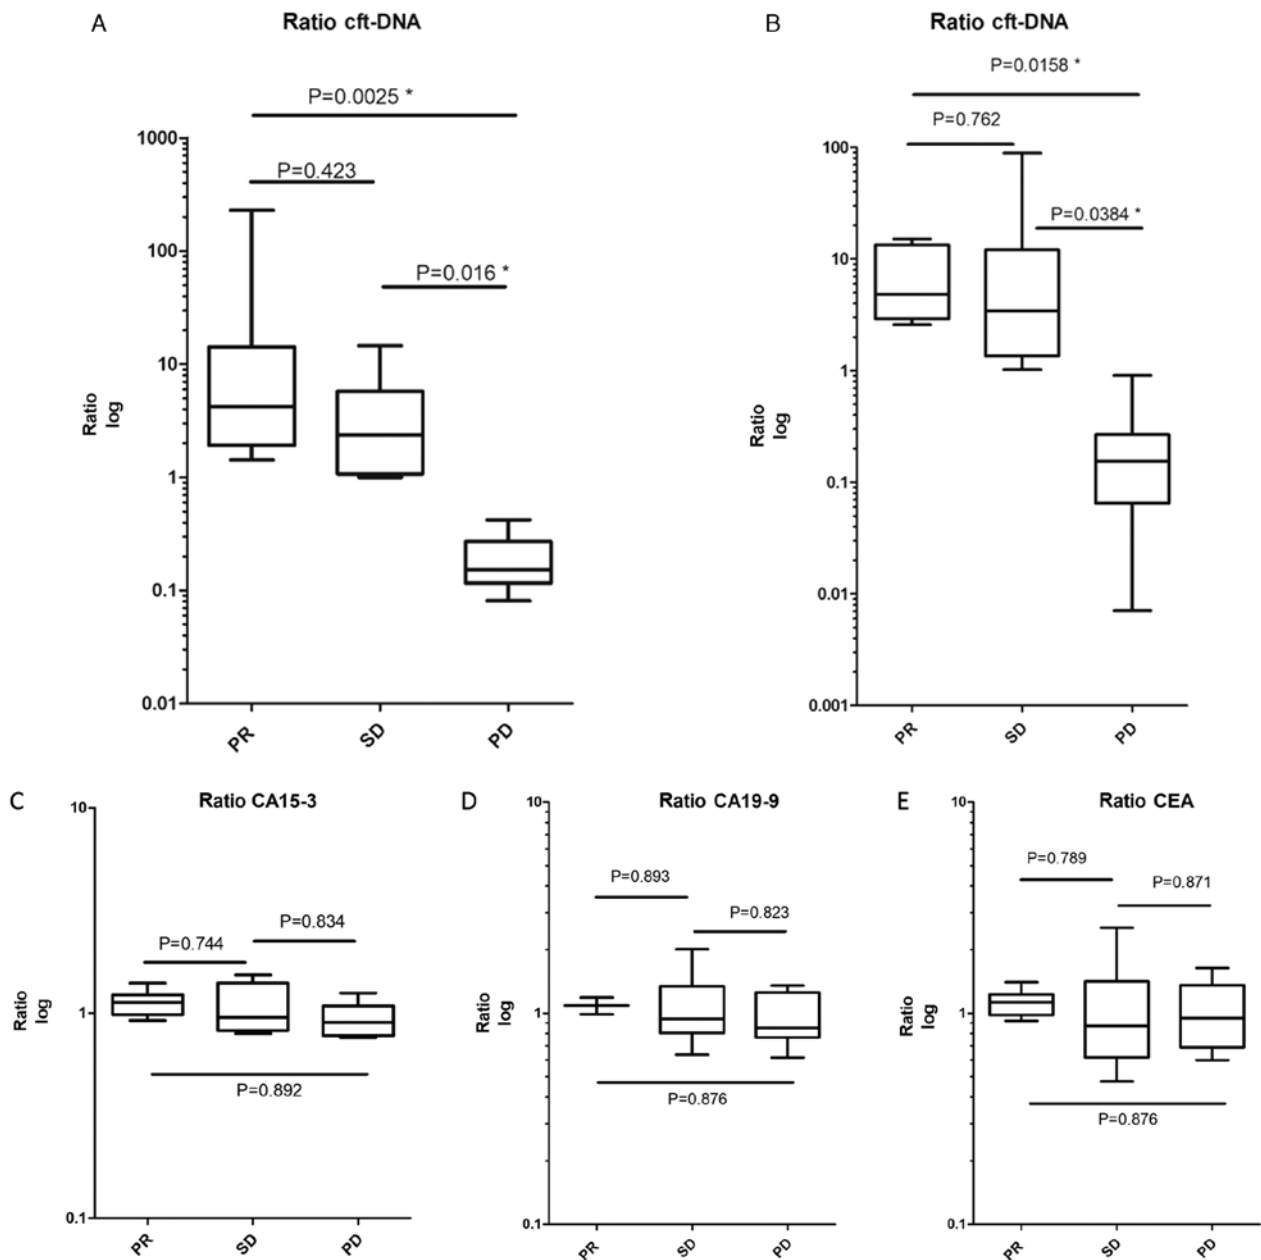 A
Ratio cft-DNA
P=0.0025 *
P=0.423
P=0.016 *
1000
100
10
1
0.1
0.01
Ratio
log
PR
SD
PD
B
Ratio cft-DNA
P=0.0158 *
P=0.762
P=0.0384 *
100
10
1
0.1
0.01
0.001
Ratio
log
PR
SD
PD
C
Ratio CA15-3
10
1
0.1
P=0.834
P=0.744
P=0.892
Ratio
log
PR
SD
PD
D
Ratio CA19-9
10
1
0.1
P=0.893
P=0.823
P=0.876
Ratio
log
PR
SD
PD
E
Ratio CEA
10
1
0.1
P=0.789
P=0.871
P=0.876
Ratio
log
PR
SD
PD